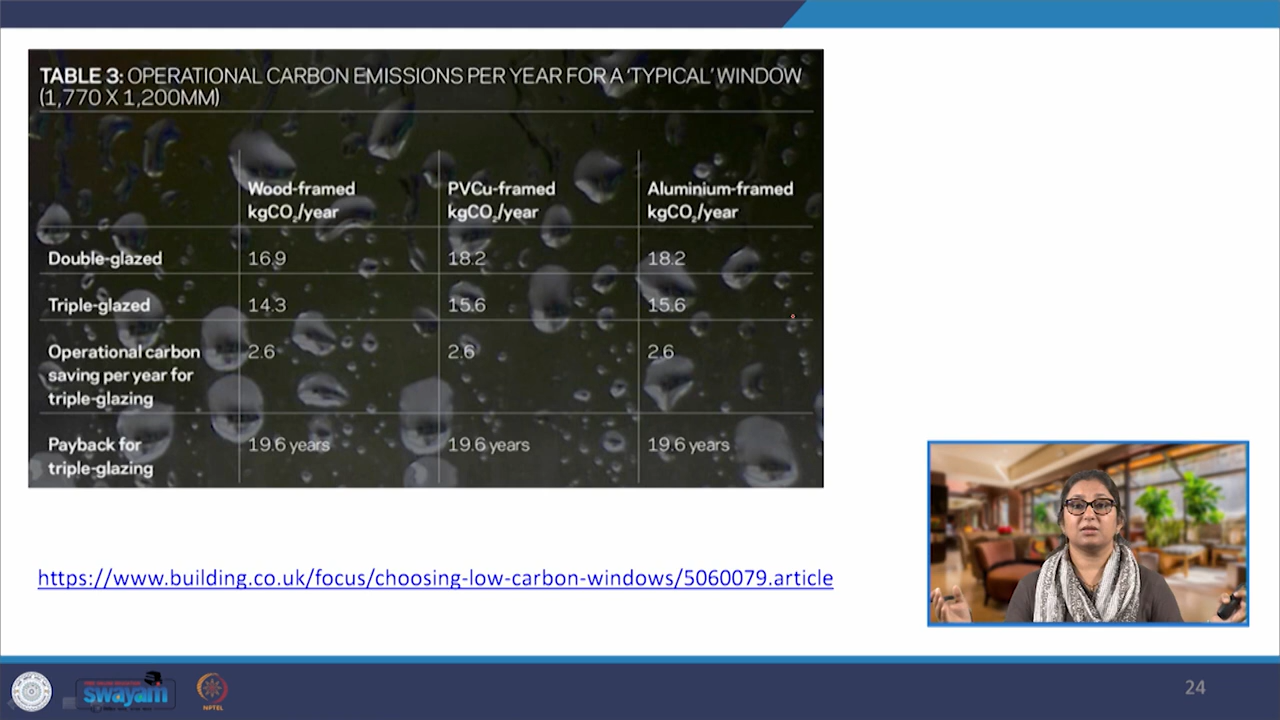 TABLE 3: OPERATIONAL CARBON EMISSIONS PER YEAR FOR A 'TYPICAL' WINDOW
(1,770 X 1,200MM)
Wood-framed kgCO₂/year PVCu-framed kgCO₂/year Aluminium-framed kgCO₂/year
Double-glazed 16.9 18.2 18.2
Triple-glazed 14.3 15.6 15.6
Operational carbon saving per year for triple-glazing 2.6 2.6 2.6
Payback for triple-glazing 19.6 years 19.6 years 19.6 years
https://www.building.co.uk/focus/choosing-low-carbon-windows/5060079.article
swayam
NPTEL
24